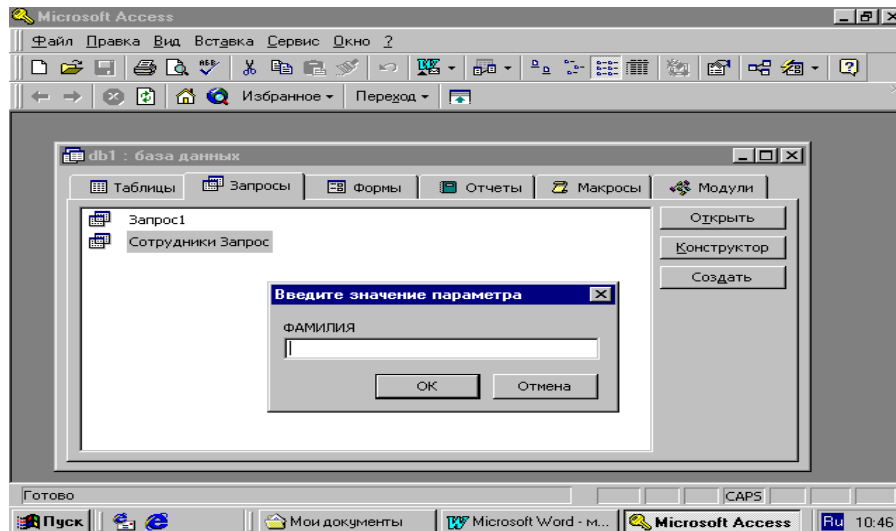 Microsoft Access
Файл Правка Вид Вставка Сервис Окно ?
Избранное Переход
db1 : база данных
Таблицы Запросы Формы Отчеты Макросы Модули
Запрос1
Сотрудники Запрос
Открыть
Конструктор
Создать
Введите значение параметра
ФАМИЛИЯ
ОК Отмена
Готово CAPS
Пуск Мои документы Microsoft Word - м... Microsoft Access Ru 10:46